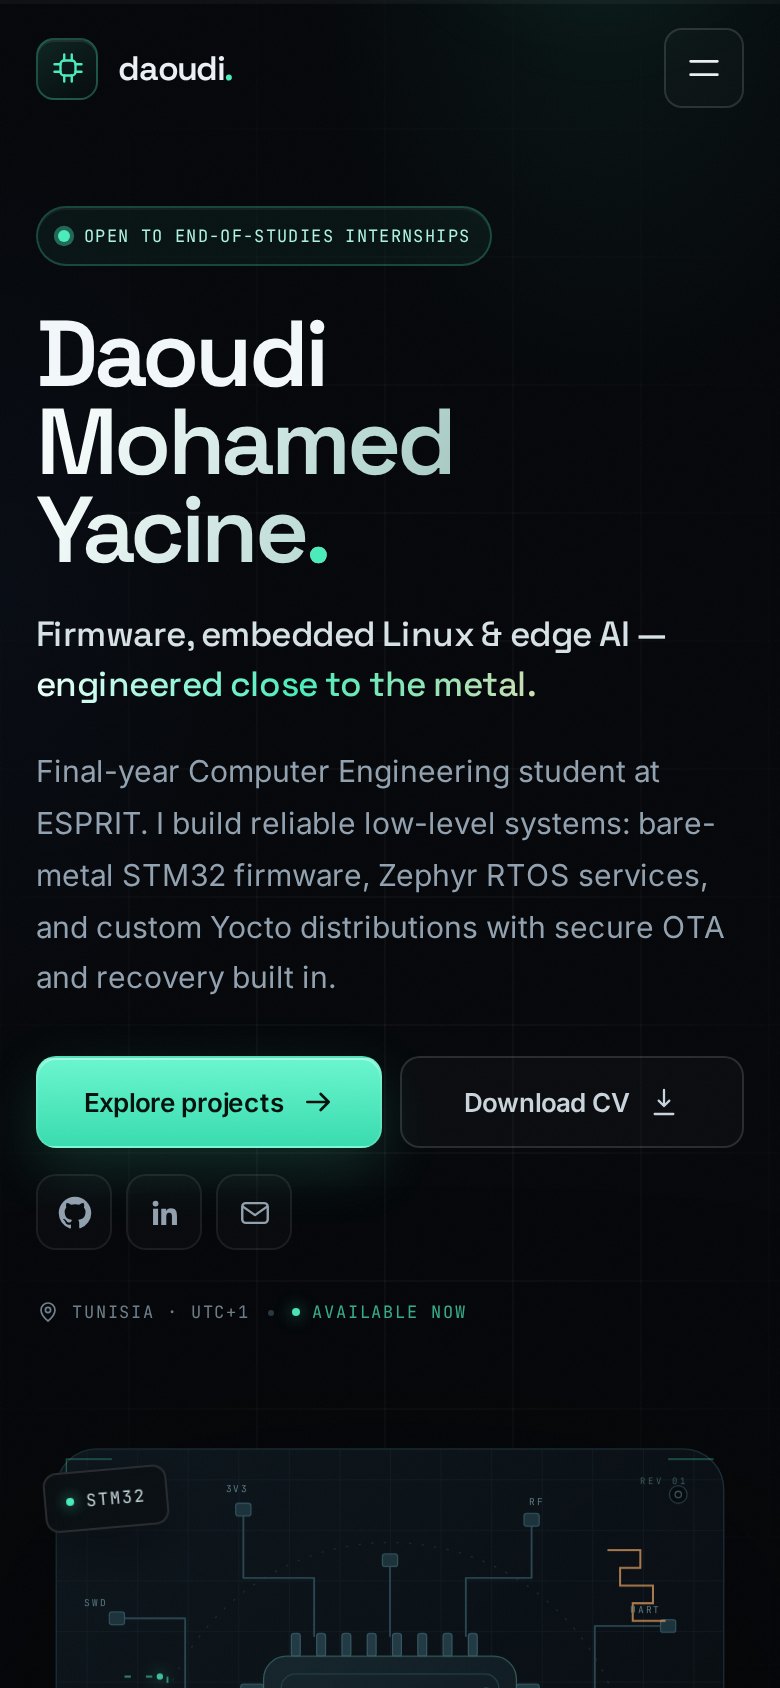 daoudi.
OPEN TO END-OF-STUDIES INTERNSHIPS
Daoudi
Mohamed
Yacine.
Firmware, embedded Linux & edge AI —
engineered close to the metal.
Final-year Computer Engineering student at
ESPRIT. I build reliable low-level systems: bare-
metal STM32 firmware, Zephyr RTOS services,
and custom Yocto distributions with secure OTA
and recovery built in.
Explore projects
Download CV
in
TUNISIA · UTC+1 • AVAILABLE NOW
REV 01
3V3
STM32
RF
SWD
UART